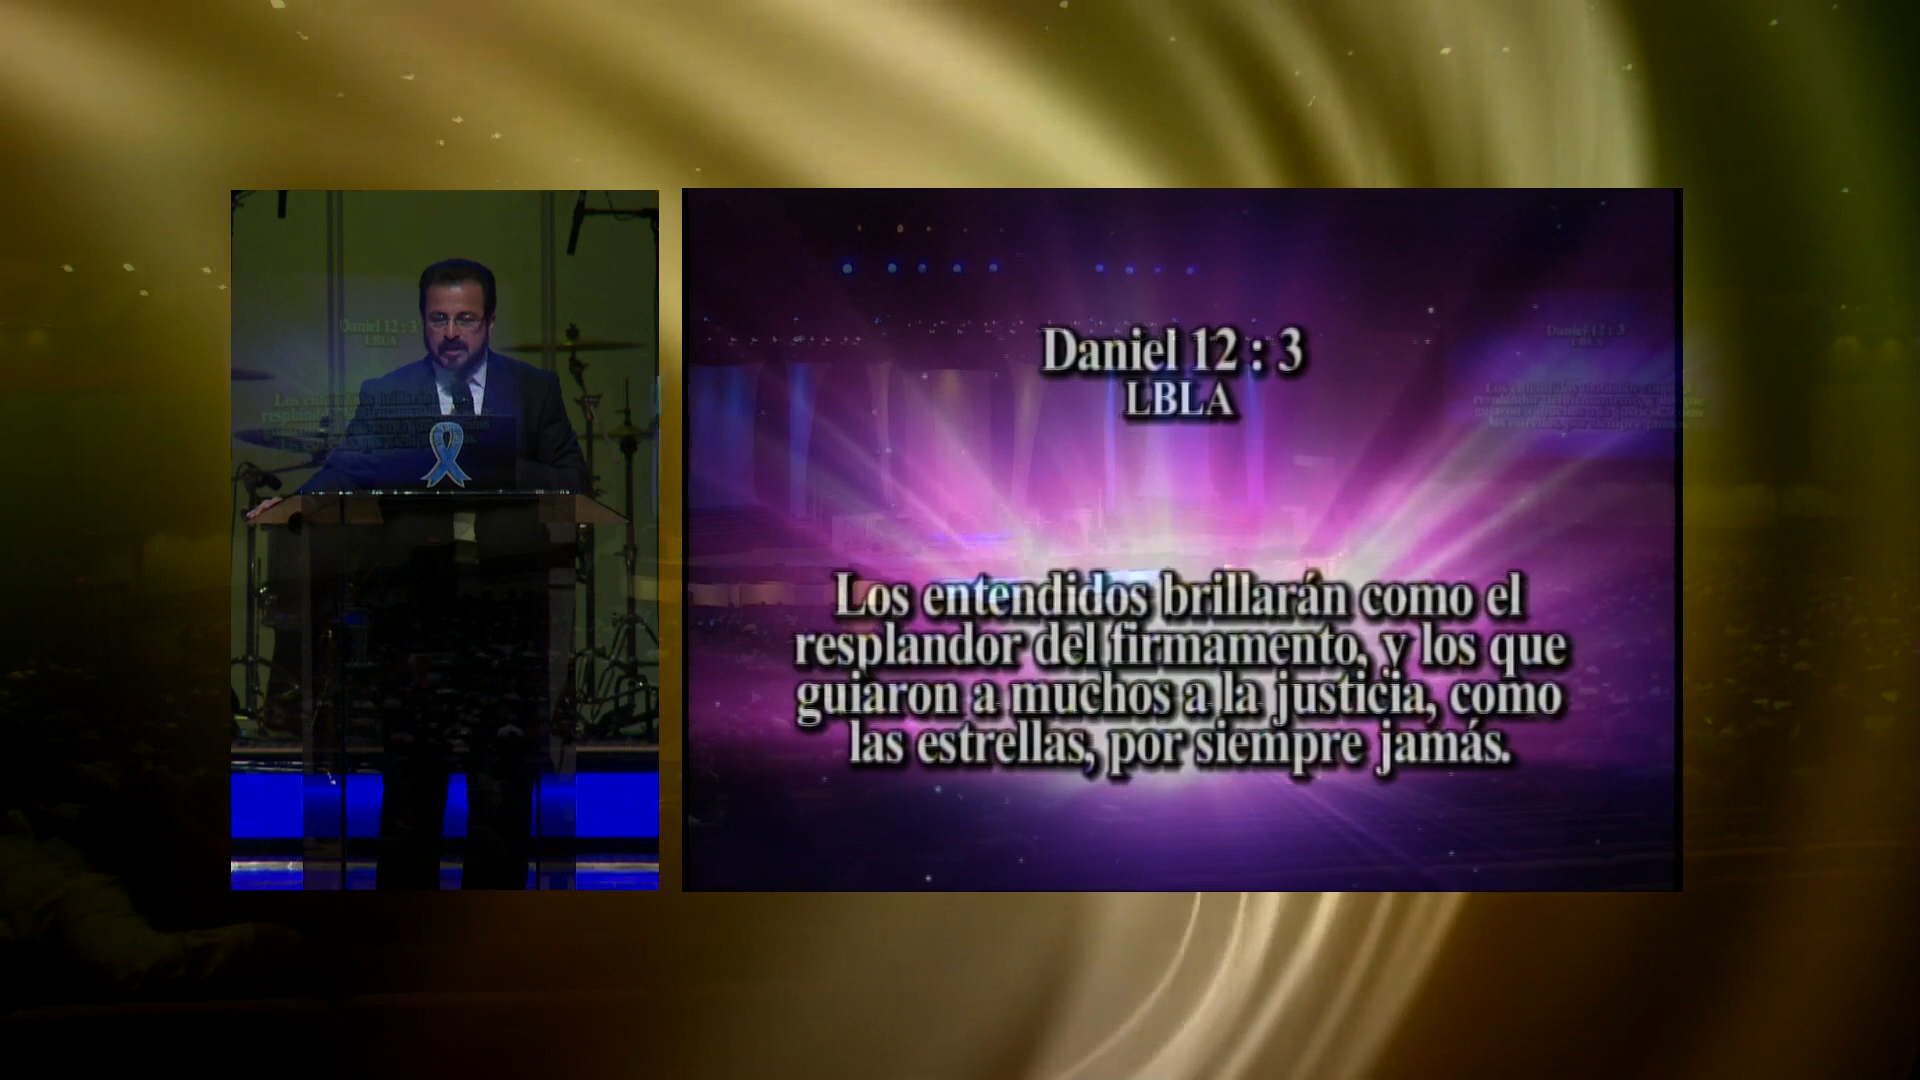 Daniel 12 : 3
LBLA
Los entendidos brillarán como el
resplandor del firmamento, y los que
guiaron a muchos a la justicia, como
las estrellas, por siempre jamás.